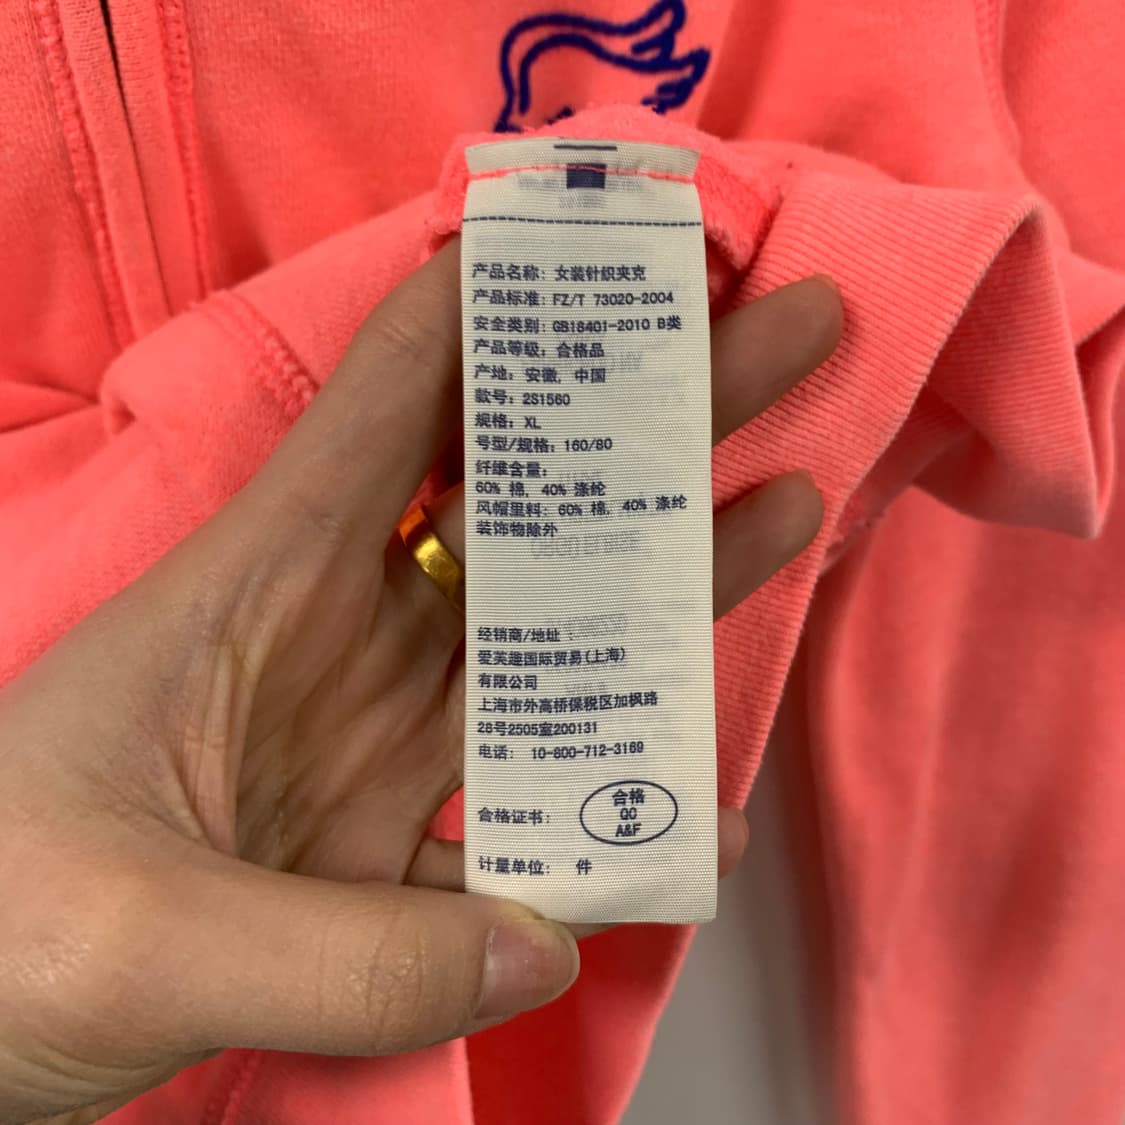 产品名称：女装针织夹克
产品标准：FZ/T 73020-2004
安全类别：GB18401-2010 B类
产品等级：合格品
产地：安徽，中国
款号：2S1560
规格：XL
号型/规格：160/80
纤维含量：
60% 棉，40% 涤纶
风帽里料：60% 棉，40% 涤纶
装饰物除外
经销商/地址：
爱芙趣国际贸易(上海)
有限公司
上海市外高桥保税区加枫路
28号2505室200131
电话： 10-800-712-3169
合格证书：
合格
QC
A&F
计量单位： 件